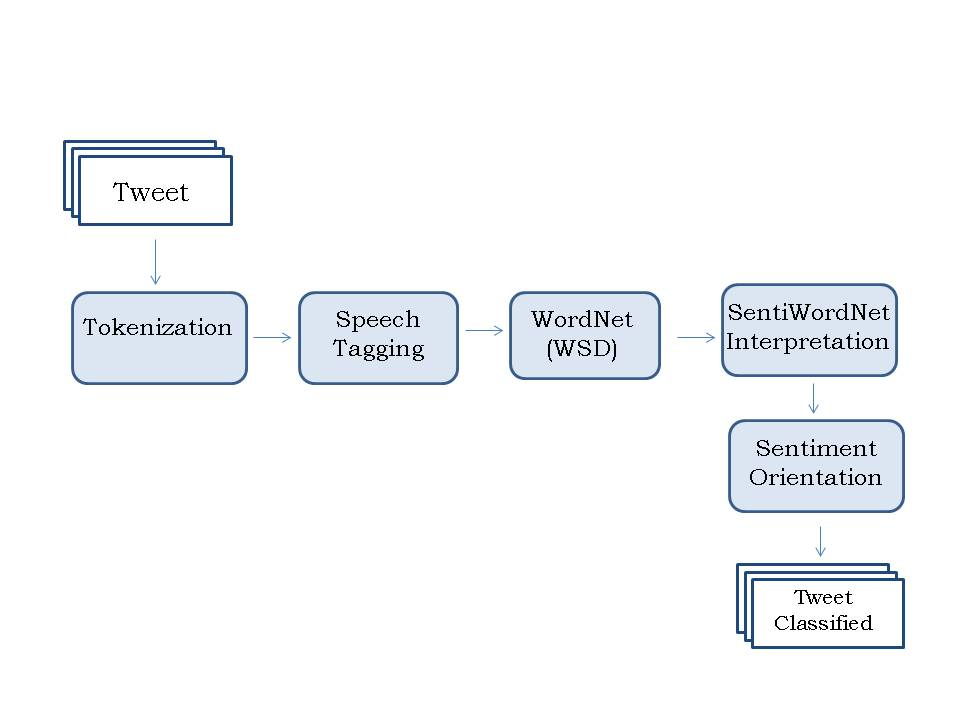 Tweet
Tokenization
Speech
Tagging
WordNet
(WSD)
SentiWordNet
Interpretation
Sentiment
Orientation
Tweet
Classified